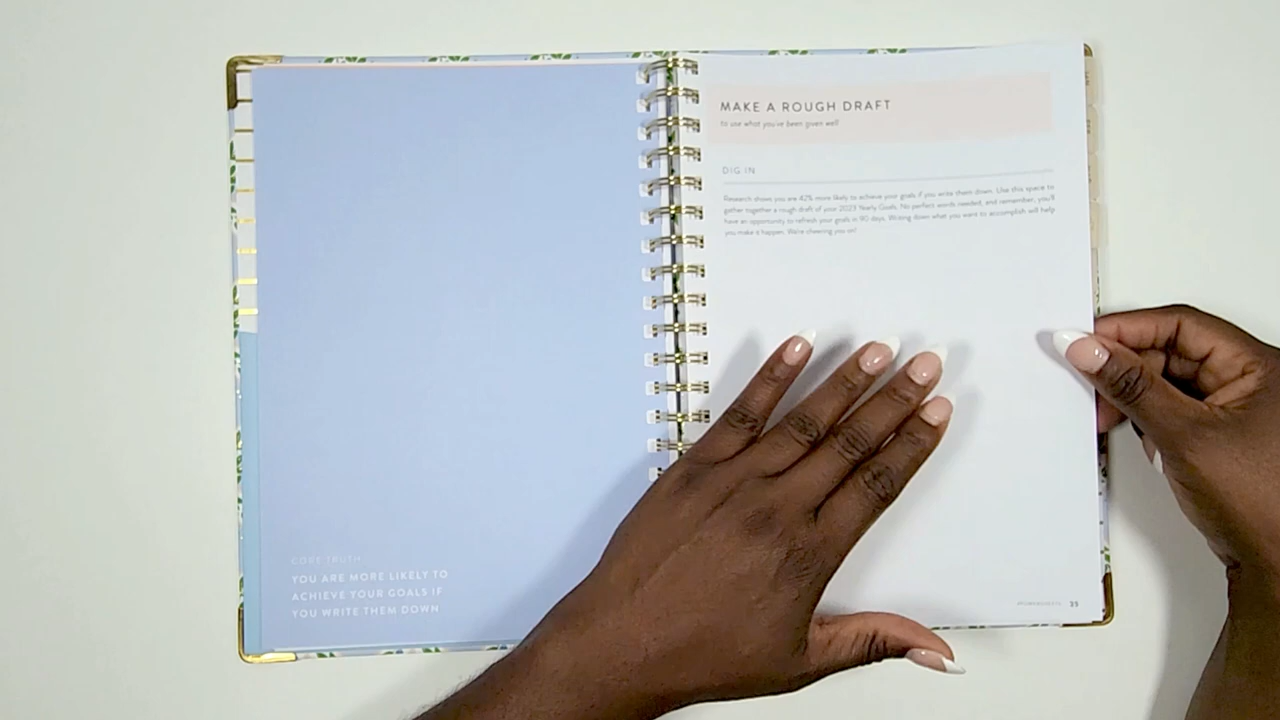 CORE TRUTH
YOU ARE MORE LIKELY TO
ACHIEVE YOUR GOALS IF
YOU WRITE THEM DOWN
MAKE A ROUGH DRAFT
to use what you've been given well
DIG IN
Research shows you are 42% more likely to achieve your goals if you write them down. Use this space to
gather together a rough draft of your 2023 Yearly Goals. No perfect words needed, and remember, you'll
have an opportunity to refresh your goals in 90 days. Writing down what you want to accomplish will help
you make it happen. We're cheering you on!
#POWERSHEETS